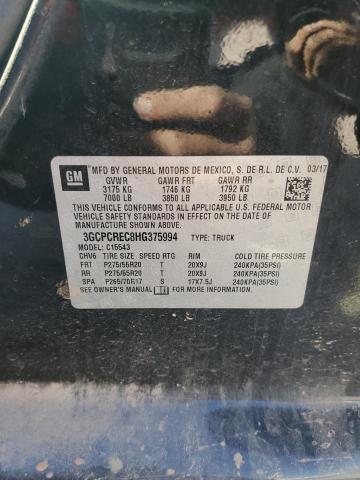 GM
MFD BY GENERAL MOTORS DE MEXICO, S. DE R.L. DE C.V. 03/17
GVWR GAWR FRT GAWR RR
3175 KG 1746 KG 1792 KG
7000 LB 3850 LB 3950 LB
THIS VEHICLE CONFORMS TO ALL APPLICABLE U.S. FEDERAL MOTOR
VEHICLE SAFETY STANDARDS IN EFFECT ON THE DATE OF
MANUFACTURE SHOWN ABOVE.
3GCPCREC8HG375994 TYPE: TRUCK
MODEL: C15543
CHV6 TIRE SIZE SPEED RTG RIM COLD TIRE PRESSURE
FRT P275/55R20 T 20X9J 240KPA(35PSI)
RR P275/55R20 T 20X9J 240KPA(35PSI)
SPA P265/70R17 S 17X7.5J 240KPA(35PSI)
SEE OWNER'S MANUAL FOR MORE INFORMATION.